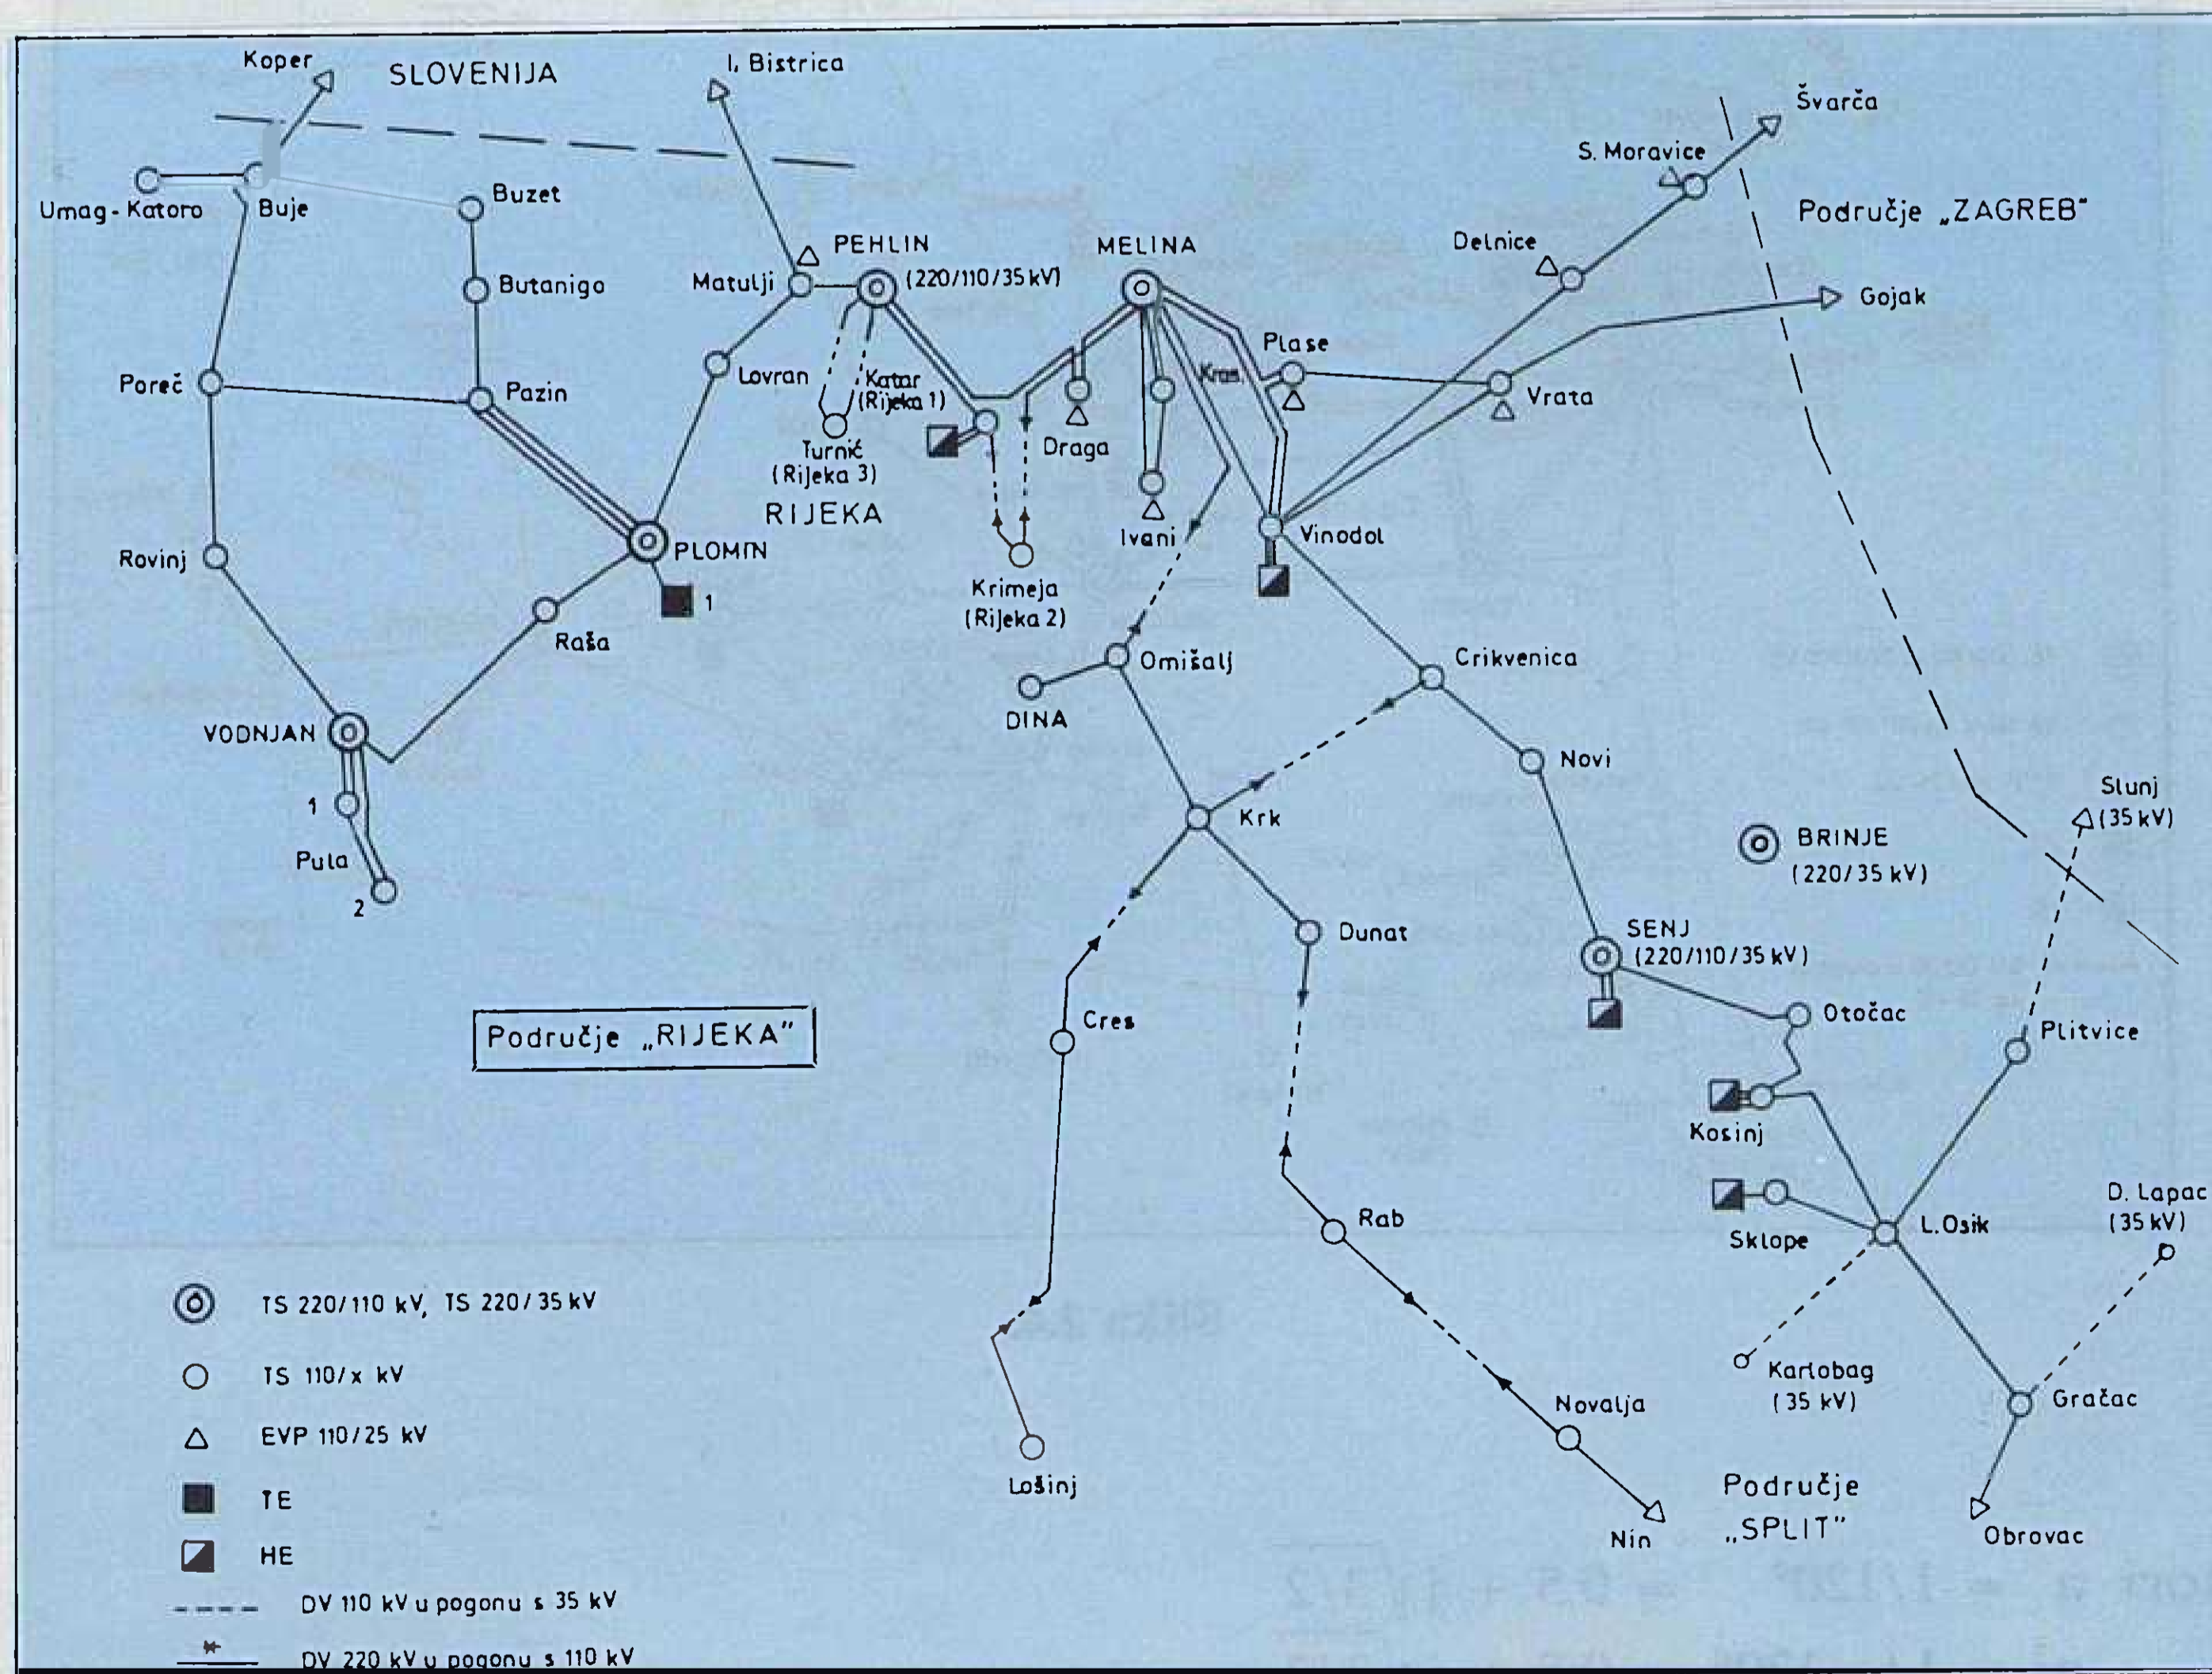 Koper
SLOVENIJA
I. Bistrica
Švarča
S. Moravice
Područje „ZAGREB"
Umag-Katoro
Buje
Buzet
Delnice
PEHLIN
(220/110/35 kV)
MELINA
Matulji
Butanigo
Gojak
Plase
Poreč
Pazin
Lovran
Katar
(Rijeka 1)
Vrata
Turnić
(Rijeka 3)
Draga
RIJEKA
Rovinj
PLOMIN
Ivani
Vinodol
1
Krimeja
(Rijeka 2)
Raša
Omišalj
Crikvenica
DINA
VODNJAN
Novi
1
Krk
Slunj
(35 kV)
BRINJE
(220/35 kV)
Pula
2
Dunat
SENJ
(220/110/35 kV)
Područje „RIJEKA"
Cres
Otočac
Plitvice
Kosinj
D. Lapac
(35 kV)
Rab
Sklope
L.Osik
Karlobag
(35 kV)
Gračac
Novalja
Lošinj
Nin
Područje
„SPLIT"
Obrovac
TS 220/110 kV, TS 220/35 kV
TS 110/x kV
EVP 110/25 kV
TE
HE
DV 110 kV u pogonu s 35 kV
DV 220 kV u pogonu s 110 kV